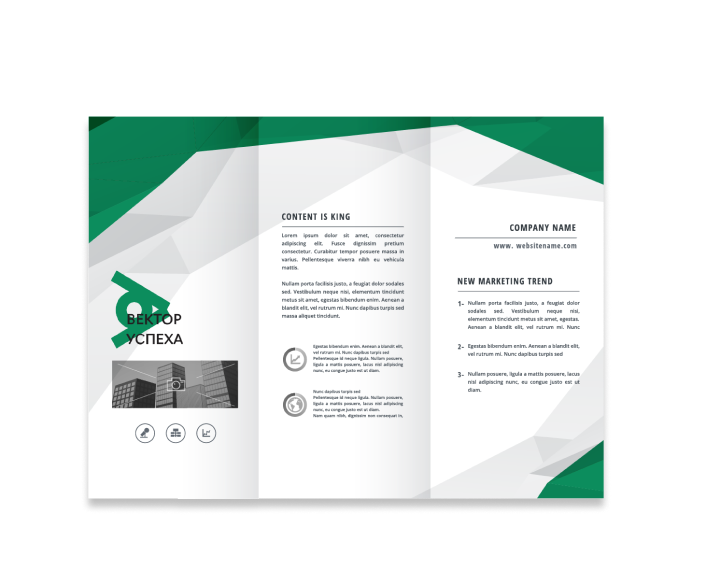 ВЕКТОР
УСПЕХА
CONTENT IS KING
Lorem ipsum dolor sit amet, consectetur
adipiscing elit. Fusce dignissim pretium
consectetur. Curabitur tempor posuere massa in
varius. Pellentesque viverra nibh eu vehicula
mattis.
Nullam porta facilisis justo, a feugiat dolor sodales
sed. Vestibulum neque nisi, elementum tincidunt
metus sit amet, egestas bibendum enim. Aenean a
blandit elit, vel rutrum mi. Nunc dapibus turpis sed
massa aliquet tincidunt.
Egestas bibendum enim. Aenean a blandit elit,
vel rutrum mi. Nunc dapibus turpis sed
Pellentesque id neque ligula. Nullam posuere,
ligula a mattis posuere, lacus nisl adipiscing
nunc, eu congue justo est ut diam.
Nunc dapibus turpis sed
Pellentesque id neque ligula. Nullam posuere,
ligula a mattis posuere, lacus nisl adipiscing
nunc, eu congue justo est ut diam.
Nam quam nibh, dignissim non consequat in,
COMPANY NAME
www. websitename.com
NEW MARKETING TREND
1- Nullam porta facilisis justo, a feugiat dolor
sodales sed. Vestibulum neque nisi,
elementum tincidunt metus sit amet, egestas.
Aenean a blandit elit, vel rutrum mi. Nunc
2- Egestas bibendum enim. Aenean a blandit elit,
vel rutrum mi. Nunc dapibus turpis sed
3- Nullam posuere, ligula a mattis posuere, lacus
nisl adipiscing nunc, eu congue justo est ut
diam.